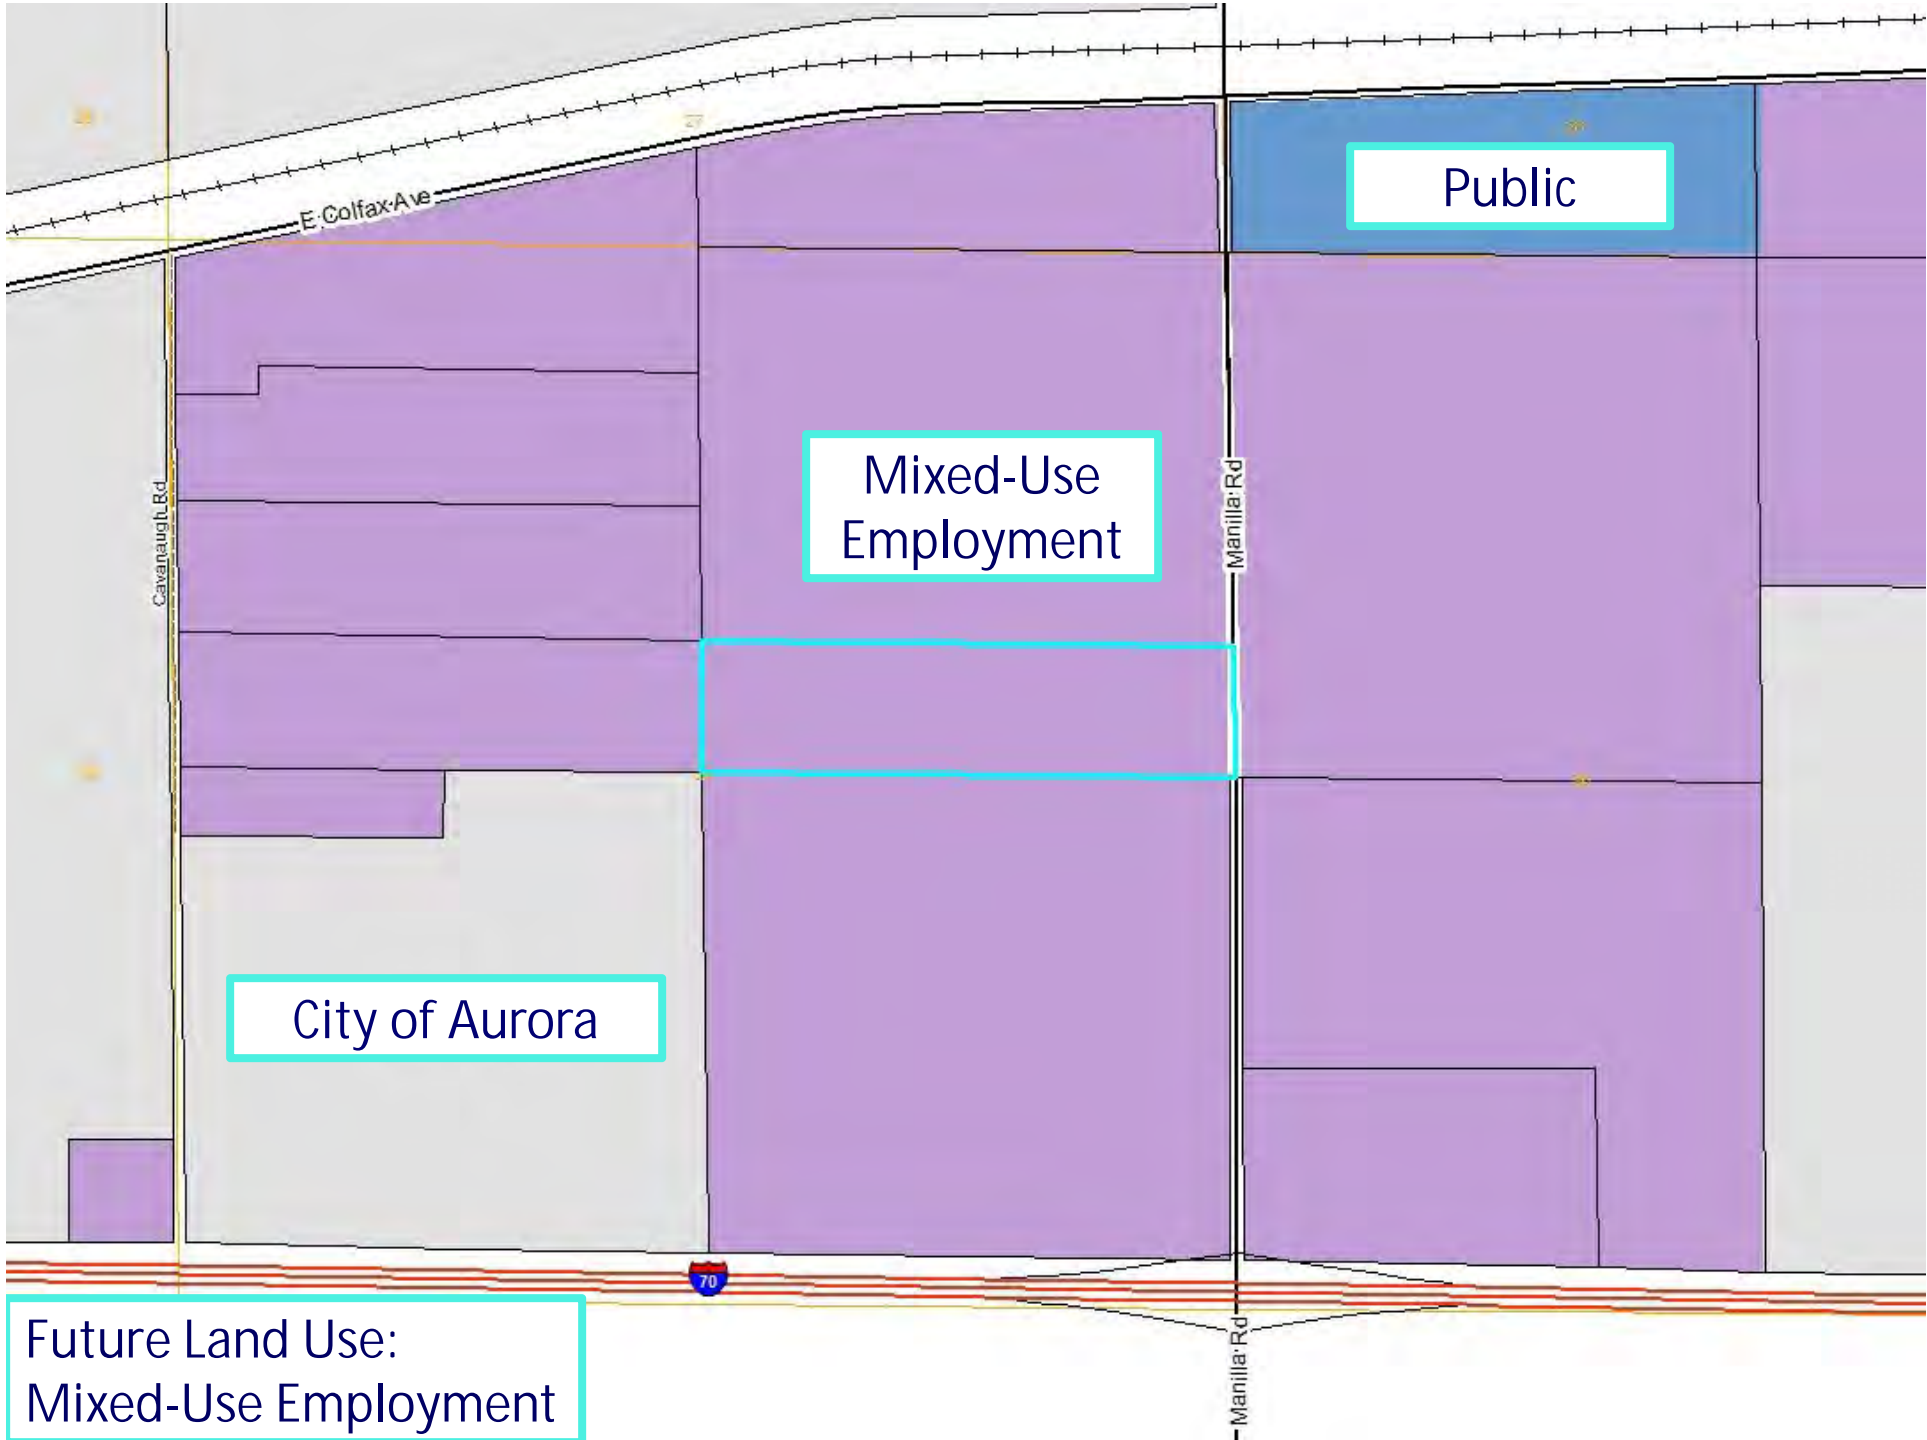 27
Public
E Colfax Ave
Mixed-Use
Employment
Manilla Rd
Cavanaugh Rd
City of Aurora
70
Future Land Use:
Mixed-Use Employment
Manilla Rd